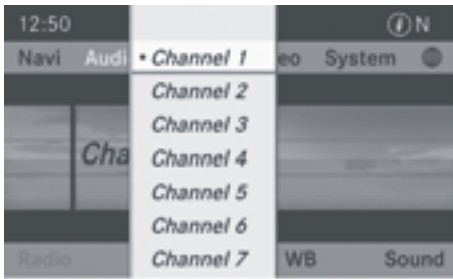 12:50 N
Navi Audi • Channel 1 eo System
Channel 2
Channel 3
Cha Channel 4
Channel 5
Channel 6
Radio Channel 7 WB Sound